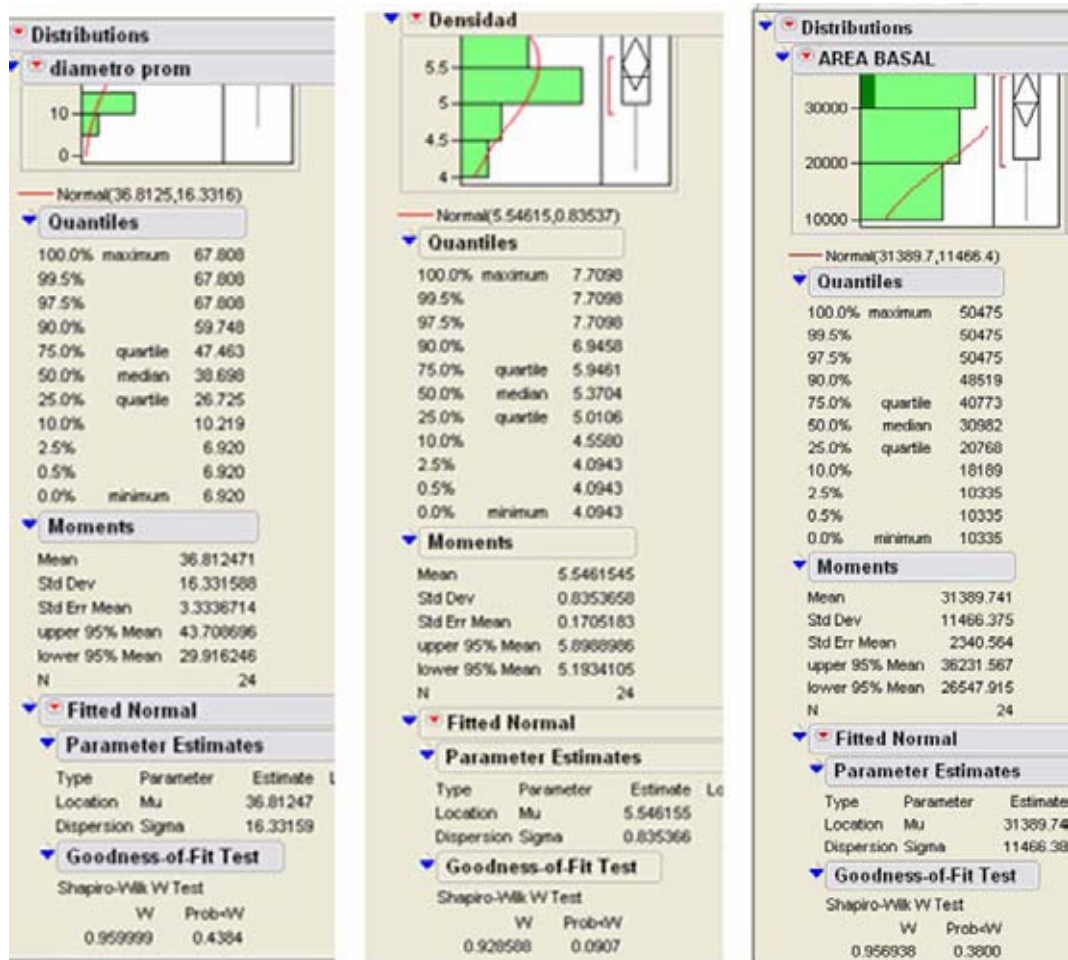 Distributions
diametro prom
10
0
Normal(36.8125,16.3316)
Quantiles
100.0% maximum 67.808
99.5% 67.808
97.5% 67.808
90.0% 59.748
75.0% quartile 47.463
50.0% median 38.698
25.0% quartile 26.725
10.0% 10.219
2.5% 6.920
0.5% 6.920
0.0% minimum 6.920
Moments
Mean 36.812471
Std Dev 16.331588
Std Err Mean 3.3336714
upper 95% Mean 43.708696
lower 95% Mean 29.916246
N 24
Fitted Normal
Parameter Estimates
Type Parameter Estimate L
Location Mu 36.81247
Dispersion Sigma 16.33159
Goodness-of-Fit Test
Shapiro-Wilk W Test
W Prob<W
0.959999 0.4384
Densidad
5.5
5
4.5
4
Normal(5.54615,0.83537)
Quantiles
100.0% maximum 7.7098
99.5% 7.7098
97.5% 7.7098
90.0% 6.9458
75.0% quartile 5.9461
50.0% median 5.3704
25.0% quartile 5.0106
10.0% 4.5580
2.5% 4.0943
0.5% 4.0943
0.0% minimum 4.0943
Moments
Mean 5.5461545
Std Dev 0.8353658
Std Err Mean 0.1705183
upper 95% Mean 5.8988986
lower 95% Mean 5.1934105
N 24
Fitted Normal
Parameter Estimates
Type Parameter Estimate Lo
Location Mu 5.546155
Dispersion Sigma 0.835366
Goodness-of-Fit Test
Shapiro-Wilk W Test
W Prob<W
0.928588 0.0907
Distributions
AREA BASAL
30000
20000
10000
Normal(31389.7,11466.4)
Quantiles
100.0% maximum 50475
99.5% 50475
97.5% 50475
90.0% 48519
75.0% quartile 40773
50.0% median 30982
25.0% quartile 20768
10.0% 18189
2.5% 10335
0.5% 10335
0.0% minimum 10335
Moments
Mean 31389.741
Std Dev 11466.375
Std Err Mean 2340.564
upper 95% Mean 36231.567
lower 95% Mean 26547.915
N 24
Fitted Normal
Parameter Estimates
Type Parameter Estimate
Location Mu 31389.74
Dispersion Sigma 11466.38
Goodness-of-Fit Test
Shapiro-Wilk W Test
W Prob<W
0.956938 0.3800